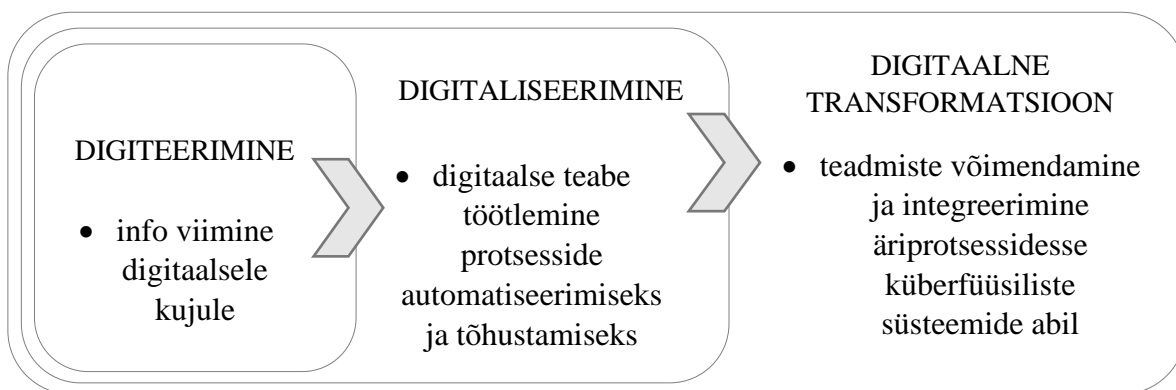 DIGITEERIMINE
• info viimine
digitaalsele
kujule
DIGITALISEERIMINE
• digitaalse teabe
töötlemine
protsesside
automatiseerimiseks
ja tõhustamiseks
DIGITAALNE
TRANSFORMATSIOON
• teadmiste võimendamine
ja integreerimine
äriprotsessidesse
küberfüüsiliste
süsteemide abil